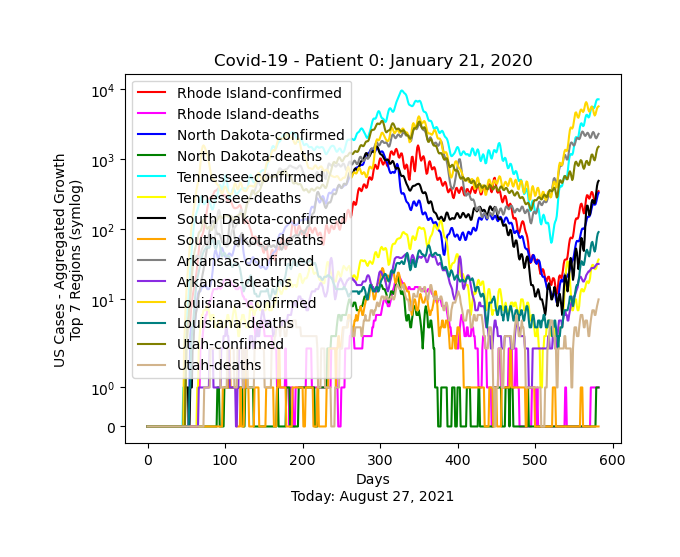 Covid-19 - Patient 0: January 21, 2020
US Cases - Aggregated Growth
Top 7 Regions (symlog)
10⁴
10³
10²
10¹
10⁰
0
Rhode Island-confirmed
Rhode Island-deaths
North Dakota-confirmed
North Dakota-deaths
Tennessee-confirmed
Tennessee-deaths
South Dakota-confirmed
South Dakota-deaths
Arkansas-confirmed
Arkansas-deaths
Louisiana-confirmed
Louisiana-deaths
Utah-confirmed
Utah-deaths
0 100 200 300 400 500 600
Days
Today: August 27, 2021